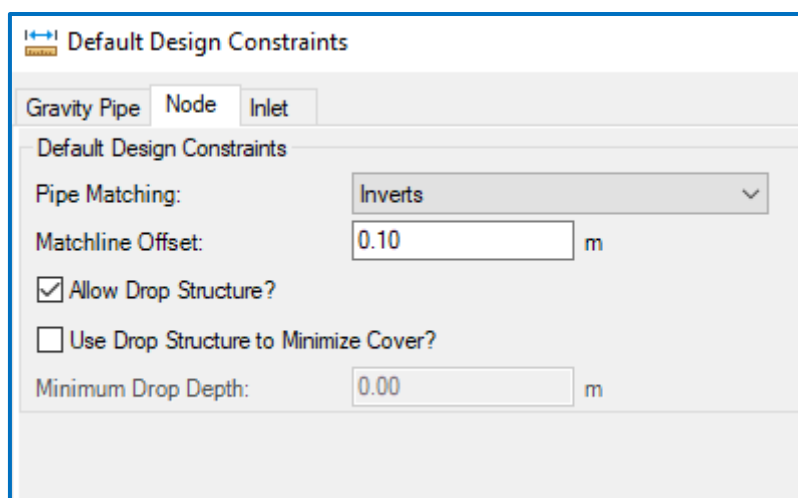 Default Design Constraints
Gravity Pipe Node Inlet
Default Design Constraints
Pipe Matching: Inverts
Matchline Offset: 0.10 m
Allow Drop Structure?
Use Drop Structure to Minimize Cover?
Minimum Drop Depth: 0.00 m